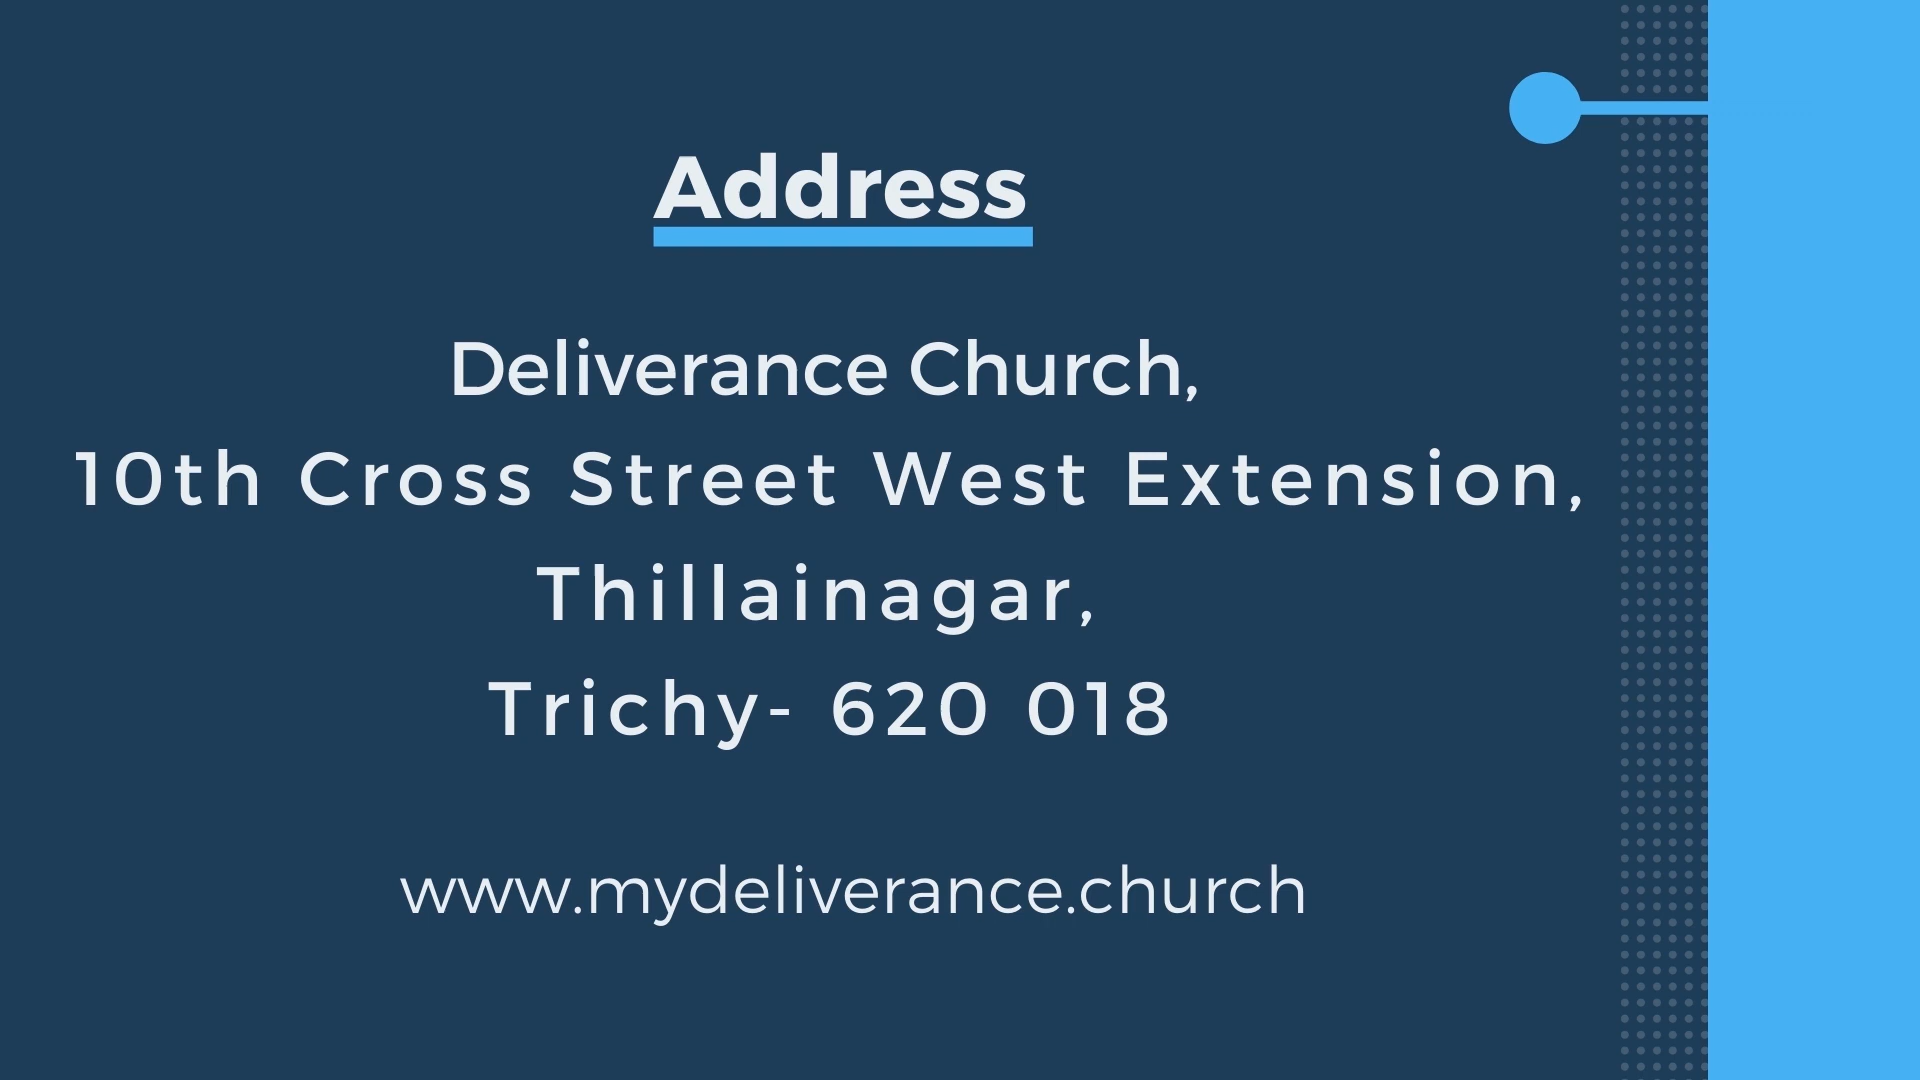 Address
Deliverance Church,
10th Cross Street West Extension,
Thillainagar,
Trichy- 620 018
www.mydeliverance.church